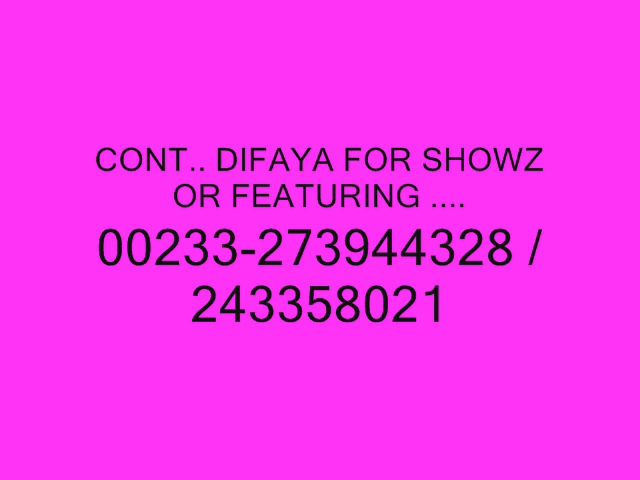 CONT.. DIFAYA FOR SHOWZ
OR FEATURING ....
00233-273944328 /
243358021